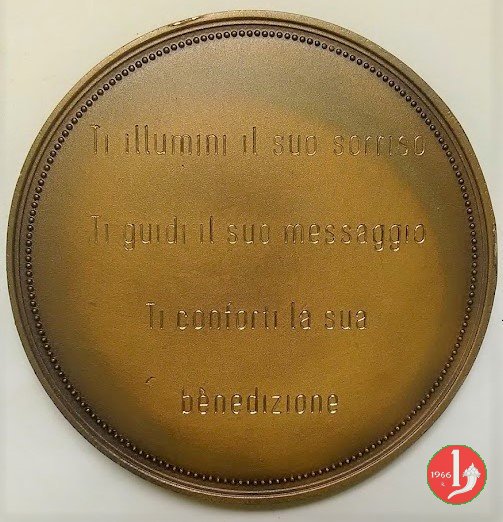 Ti illumini il suo sorriso
Ti guidi il suo messaggio
Ti conforti la sua
bènedizione
1966